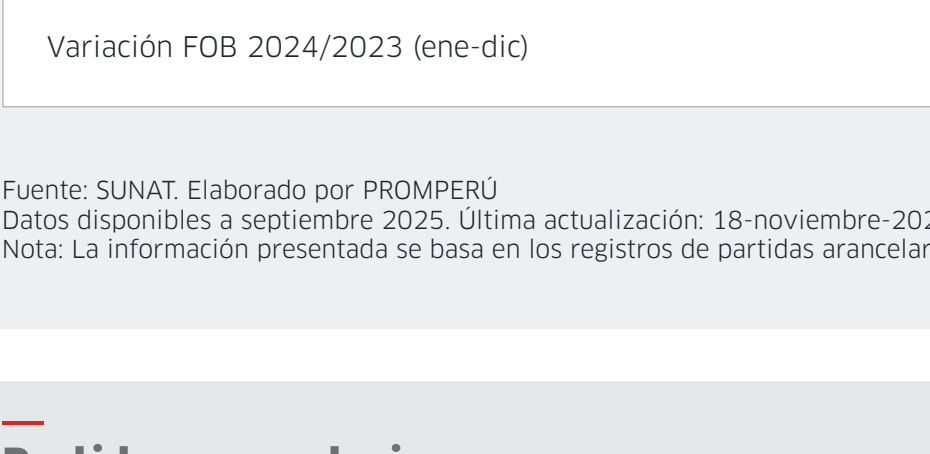 Variación FOB 2024/2023 (ene-dic)
Fuente: SUNAT. Elaborado por PROMPERÚ
Datos disponibles a septiembre 2025. Última actualización: 18-noviembre-202
Nota: La información presentada se basa en los registros de partidas arancelar